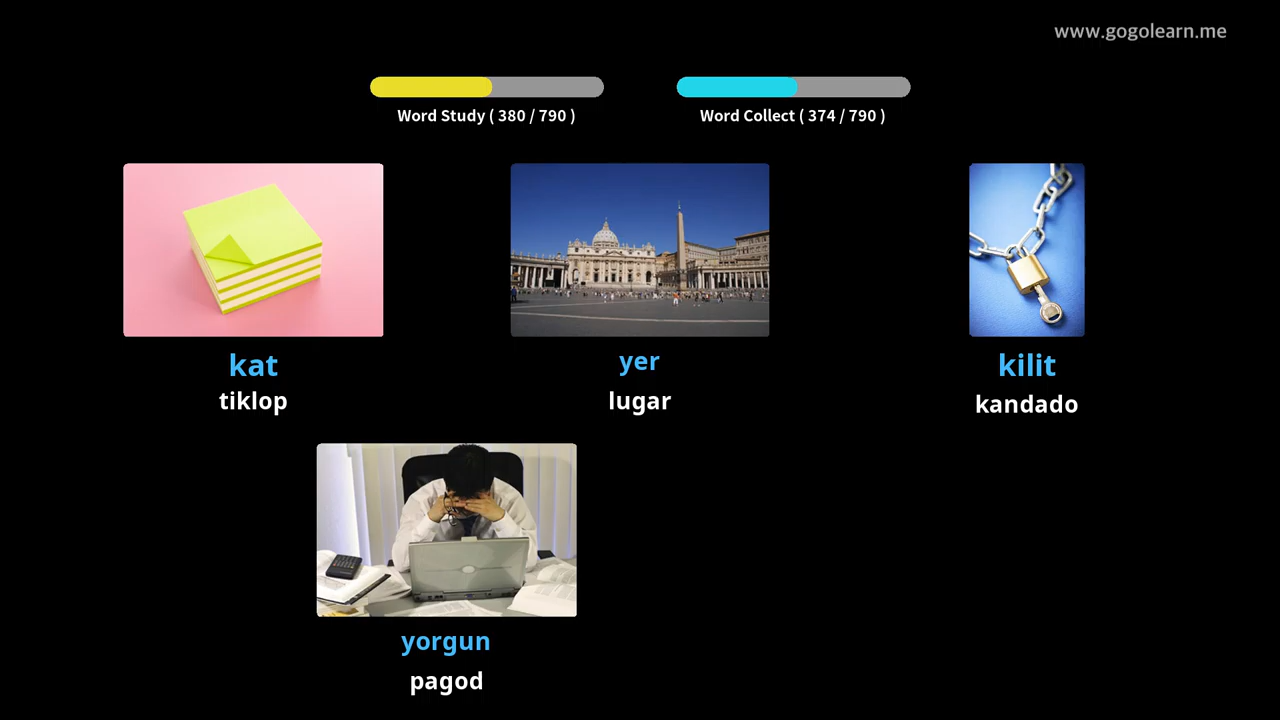 www.gogolearn.me
Word Study ( 380 / 790 )
Word Collect ( 374 / 790 )
kat
tiklop
yer
lugar
kilit
kandado
yorgun
pagod